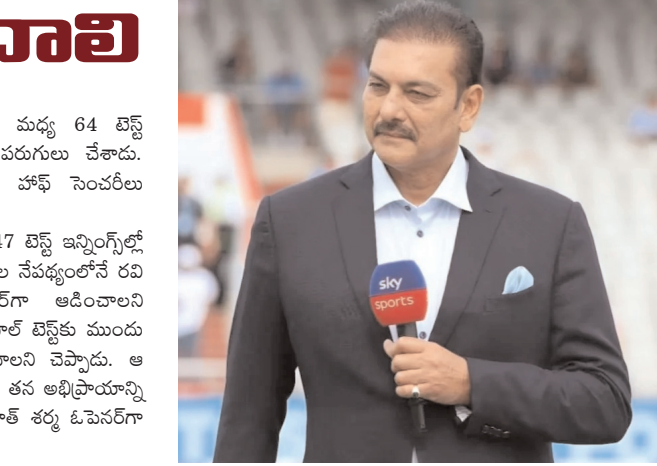 దాలి
మధ్య 64 టెస్ట్
పరుగులు చేశాడు.
హాఫ్ సెంచరీలు
47 టెస్ట్ ఇన్నింగ్స్‌ల్లో
ల నేపథ్యంలోనే రవి
ర్‌గా ఆడించాలని
ల్ టెస్ట్‌కు ముందు
లని చెప్పాడు. ఆ
తన అభిప్రాయాన్ని
త్ శర్మ ఓపెనర్‌గా
sky
sports